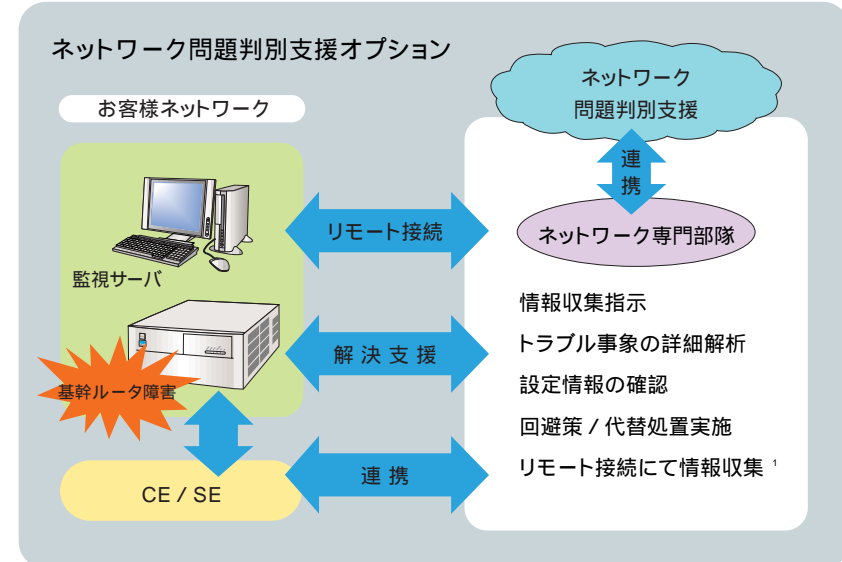 ネットワーク問題判別支援オプション
お客様ネットワーク
監視サーバ
基幹ルータ障害
CE / SE
リモート接続
解決支援
連携
ネットワーク
問題判別支援
連
携
ネットワーク専門部隊
情報収集指示
トラブル事象の詳細解析
設定情報の確認
回避策 / 代替処置実施
リモート接続にて情報収集 1